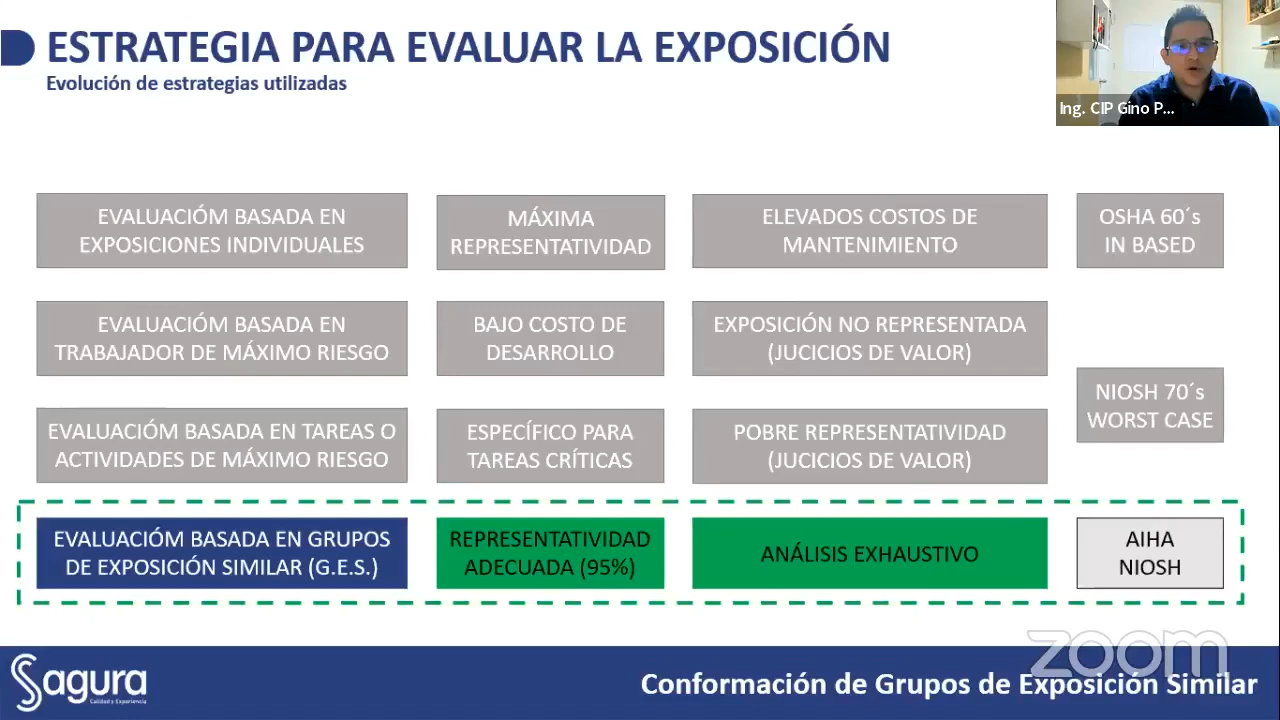 ESTRATEGIA PARA EVALUAR LA EXPOSICIÓN
Evolución de estrategias utilizadas
Ing. CIP Gino P...
EVALUACIÓM BASADA EN
EXPOSICIONES INDIVIDUALES
MÁXIMA
REPRESENTATIVIDAD
ELEVADOS COSTOS DE
MANTENIMIENTO
OSHA 60´s
IN BASED
EVALUACIÓM BASADA EN
TRABAJADOR DE MÁXIMO RIESGO
BAJO COSTO DE
DESARROLLO
EXPOSICIÓN NO REPRESENTADA
(JUCICIOS DE VALOR)
NIOSH 70´s
WORST CASE
EVALUACIÓM BASADA EN TAREAS O
ACTIVIDADES DE MÁXIMO RIESGO
ESPECÍFICO PARA
TAREAS CRÍTICAS
POBRE REPRESENTATIVIDAD
(JUCICIOS DE VALOR)
EVALUACIÓM BASADA EN GRUPOS
DE EXPOSICIÓN SIMILAR (G.E.S.)
REPRESENTATIVIDAD
ADECUADA (95%)
ANÁLISIS EXHAUSTIVO
AIHA
NIOSH
zoom
Sagura
Calidad y Experiencia
Conformación de Grupos de Exposición Similar